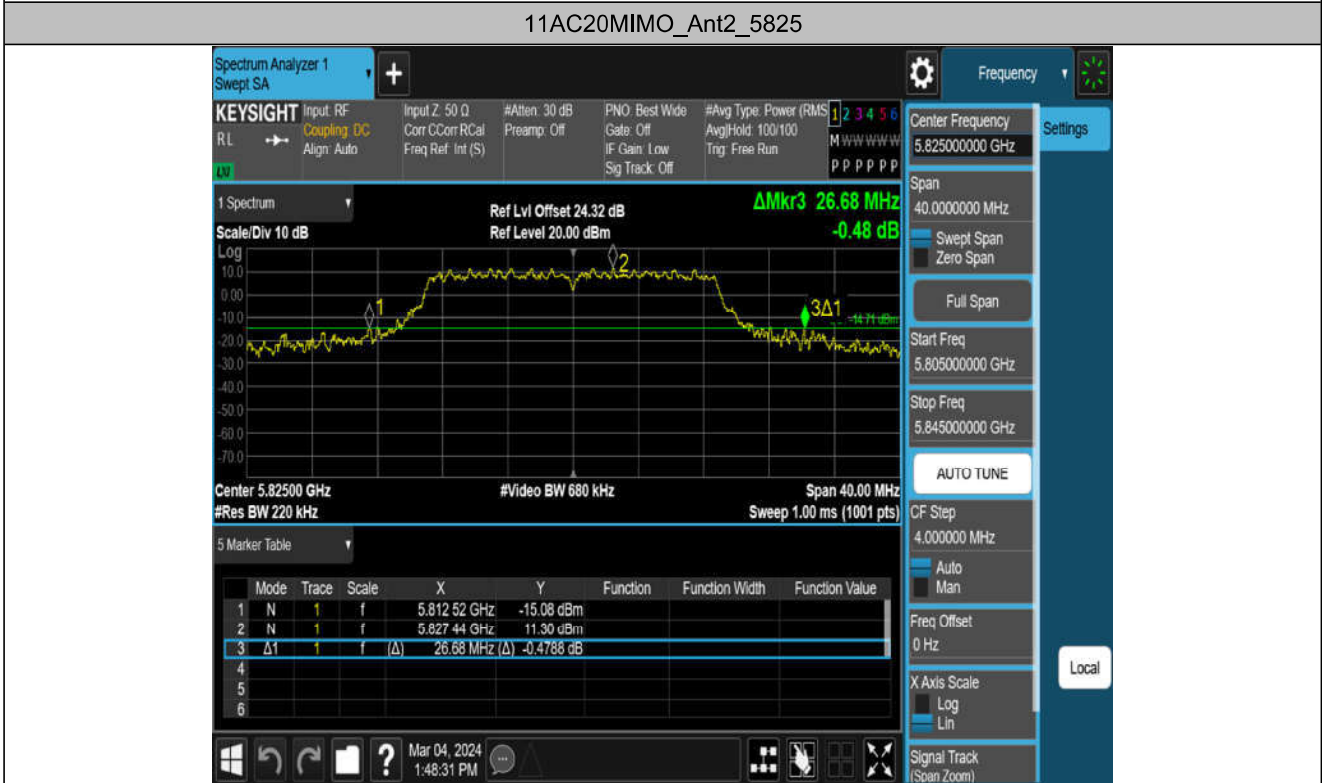 11AC20MIMO_Ant2_5825
Spectrum Analyzer 1
Swept SA
+
Frequency
KEYSIGHT
RL
LXI
Input: RF
Coupling: DC
Align: Auto
Input Z: 50 Ω
Corr CCorr RCal
Freq Ref: Int (S)
#Atten: 30 dB
Preamp: Off
PNO: Best Wide
Gate: Off
IF Gain: Low
Sig Track: Off
#Avg Type: Power (RMS
Avg|Hold: 100/100
Trig: Free Run
1 2 3 4 5 6
M W W W W W
P P P P P P
1 Spectrum
Scale/Div 10 dB
Ref Lvl Offset 24.32 dB
Ref Level 20.00 dBm
ΔMkr3 26.68 MHz
-0.48 dB
Log
10.0
0.00
-10.0
-20.0
-30.0
-40.0
-50.0
-60.0
-70.0
1
2
3Δ1
-14.71 dBm
Center 5.82500 GHz
#Res BW 220 kHz
#Video BW 680 kHz
Span 40.00 MHz
Sweep 1.00 ms (1001 pts)
5 Marker Table
Mode Trace Scale X Y Function Function Width Function Value
1 N 1 f 5.812 52 GHz -15.08 dBm
2 N 1 f 5.827 44 GHz 11.30 dBm
3 Δ1 1 f (Δ) 26.68 MHz (Δ) -0.4788 dB
4
5
6
?
Mar 04, 2024
1:48:31 PM
Center Frequency
5.825000000 GHz
Settings
Span
40.0000000 MHz
Swept Span
Zero Span
Full Span
Start Freq
5.805000000 GHz
Stop Freq
5.845000000 GHz
AUTO TUNE
CF Step
4.000000 MHz
Auto
Man
Freq Offset
0 Hz
Local
X Axis Scale
Log
Lin
Signal Track
(Span Zoom)